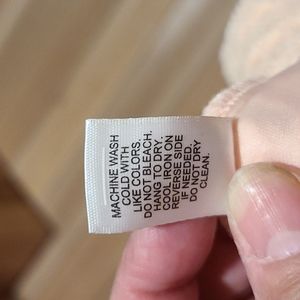 MACHINE WASH
COLD WITH
LIKE COLORS.
DO NOT BLEACH.
HANG TO DRY.
COOL IRON ON
REVERSE SIDE
IF NEEDED.
DO NOT DRY
CLEAN.